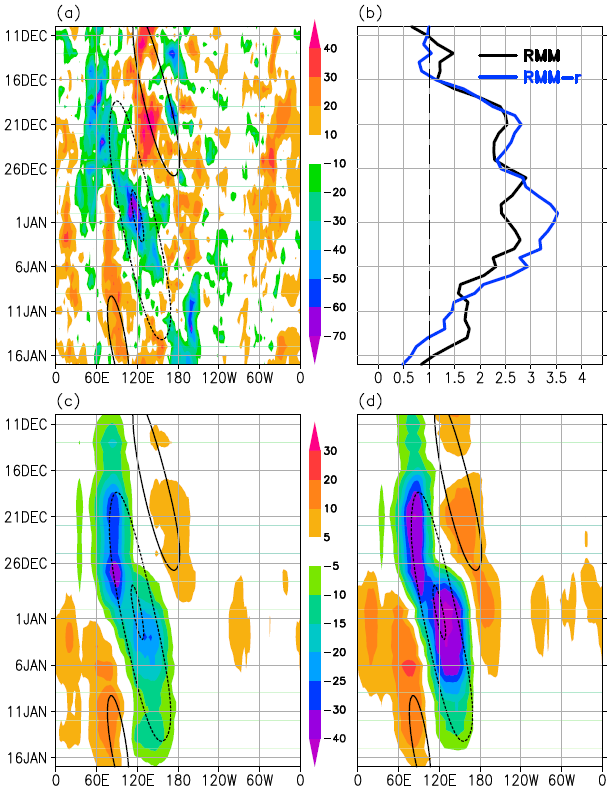 (a)
(b)
11DEC
16DEC
21DEC
26DEC
1JAN
6JAN
11JAN
16JAN
0 60E 120E 180 120W 60W 0
40
30
20
10
-10
-20
-30
-40
-50
-60
-70
RMM
RMM-r
0 0.5 1 1.5 2 2.5 3 3.5 4
(c)
(d)
11DEC
16DEC
21DEC
26DEC
1JAN
6JAN
11JAN
16JAN
0 60E 120E 180 120W 60W 0
30
20
10
5
-5
-10
-15
-20
-25
-30
-40
0 60E 120E 180 120W 60W 0